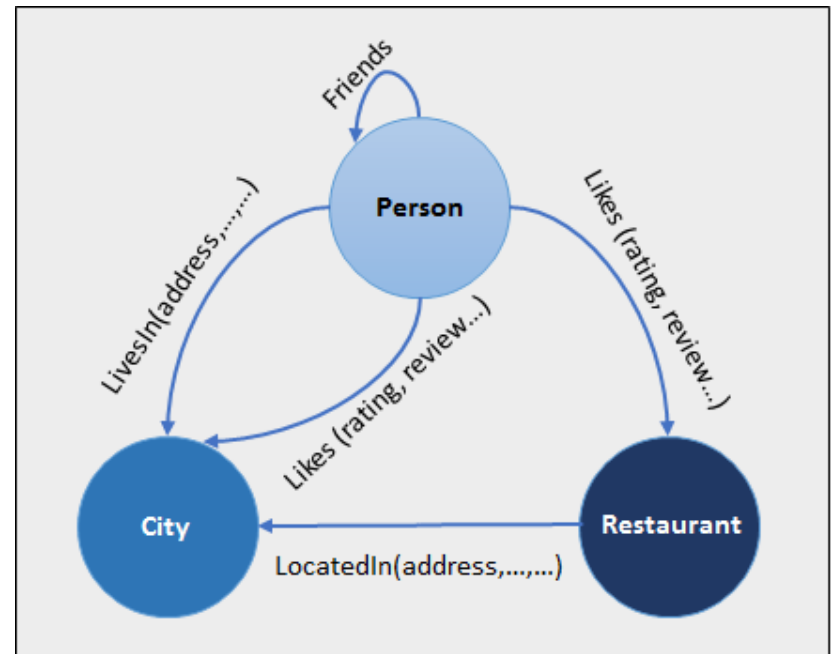 Friends
Person
LivesIn(address,...,...)
Likes (rating, review...)
Likes (rating, review...)
City
Restaurant
LocatedIn(address,...,...)